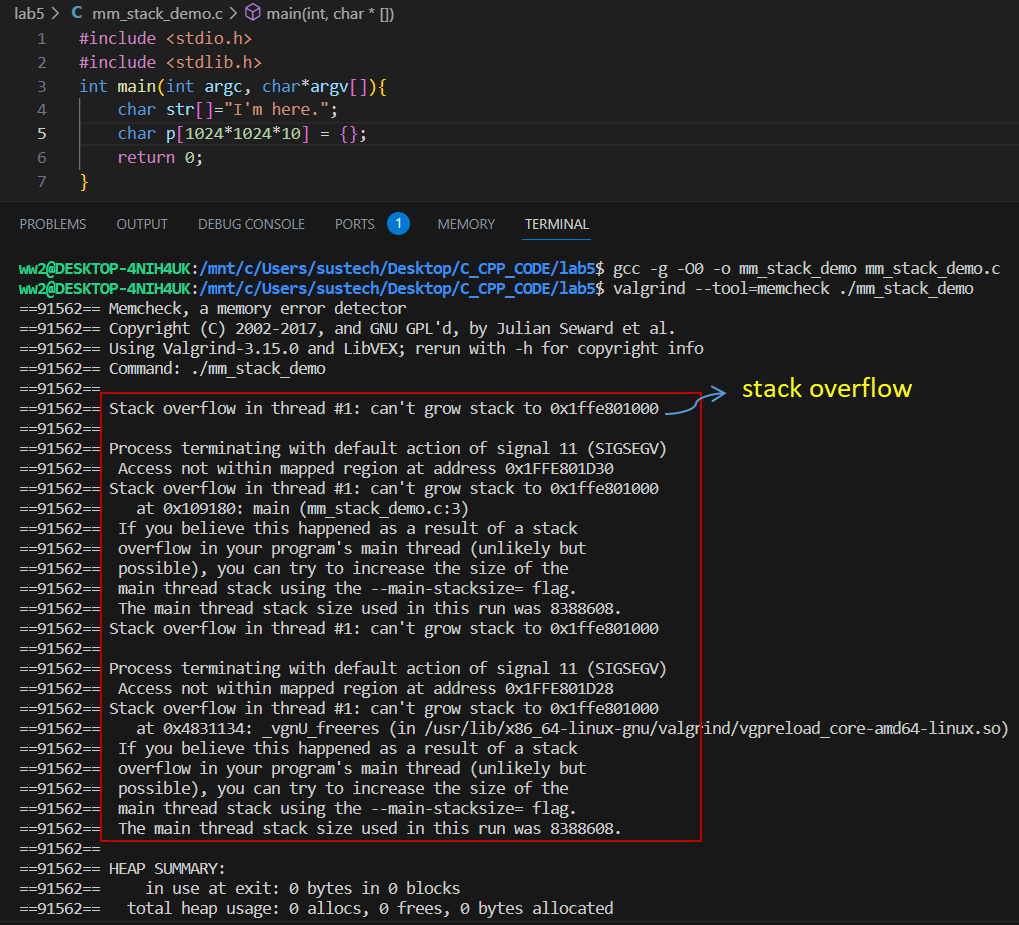 lab5 > C mm_stack_demo.c > main(int, char * [])
1 #include <stdio.h>
2 #include <stdlib.h>
3 int main(int argc, char*argv[]){
4 char str[]="I'm here.";
5 char p[1024*1024*10] = {};
6 return 0;
7 }
PROBLEMS OUTPUT DEBUG CONSOLE PORTS 1 MEMORY TERMINAL
ww2@DESKTOP-4NIH4UK:/mnt/c/Users/sustech/Desktop/C_CPP_CODE/lab5$ gcc -g -O0 -o mm_stack_demo mm_stack_demo.c
ww2@DESKTOP-4NIH4UK:/mnt/c/Users/sustech/Desktop/C_CPP_CODE/lab5$ valgrind --tool=memcheck ./mm_stack_demo
==91562== Memcheck, a memory error detector
==91562== Copyright (C) 2002-2017, and GNU GPL'd, by Julian Seward et al.
==91562== Using Valgrind-3.15.0 and LibVEX; rerun with -h for copyright info
==91562== Command: ./mm_stack_demo
==91562==
==91562== Stack overflow in thread #1: can't grow stack to 0x1ffe801000
stack overflow
==91562==
==91562== Process terminating with default action of signal 11 (SIGSEGV)
==91562== Access not within mapped region at address 0x1FFE801D30
==91562== Stack overflow in thread #1: can't grow stack to 0x1ffe801000
==91562== at 0x109180: main (mm_stack_demo.c:3)
==91562== If you believe this happened as a result of a stack
==91562== overflow in your program's main thread (unlikely but
==91562== possible), you can try to increase the size of the
==91562== main thread stack using the --main-stacksize= flag.
==91562== The main thread stack size used in this run was 8388608.
==91562== Stack overflow in thread #1: can't grow stack to 0x1ffe801000
==91562==
==91562== Process terminating with default action of signal 11 (SIGSEGV)
==91562== Access not within mapped region at address 0x1FFE801D28
==91562== Stack overflow in thread #1: can't grow stack to 0x1ffe801000
==91562== at 0x4831134: _vgnU_freeres (in /usr/lib/x86_64-linux-gnu/valgrind/vgpreload_core-amd64-linux.so)
==91562== If you believe this happened as a result of a stack
==91562== overflow in your program's main thread (unlikely but
==91562== possible), you can try to increase the size of the
==91562== main thread stack using the --main-stacksize= flag.
==91562== The main thread stack size used in this run was 8388608.
==91562==
==91562== HEAP SUMMARY:
==91562== in use at exit: 0 bytes in 0 blocks
==91562== total heap usage: 0 allocs, 0 frees, 0 bytes allocated